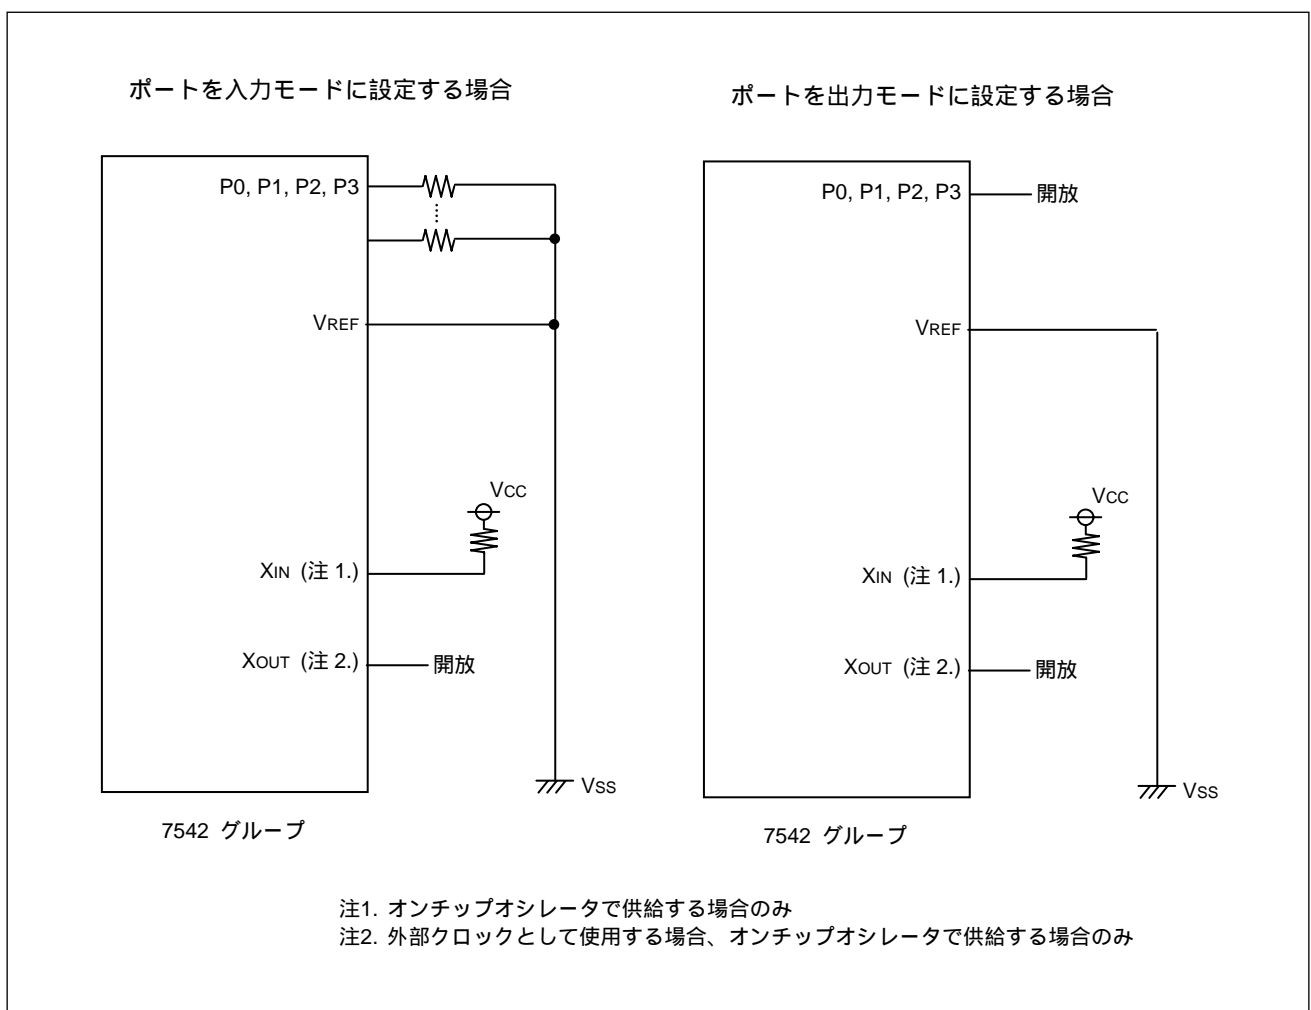 ポートを入力モードに設定する場合
P0, P1, P2, P3
VREF
VCC
XIN (注 1.)
XOUT (注 2.)
開放
VSS
7542 グループ
ポートを出力モードに設定する場合
P0, P1, P2, P3
開放
VREF
VCC
XIN (注 1.)
XOUT (注 2.)
開放
VSS
7542 グループ
注1. オンチップオシレータで供給する場合のみ
注2. 外部クロックとして使用する場合、オンチップオシレータで供給する場合のみ